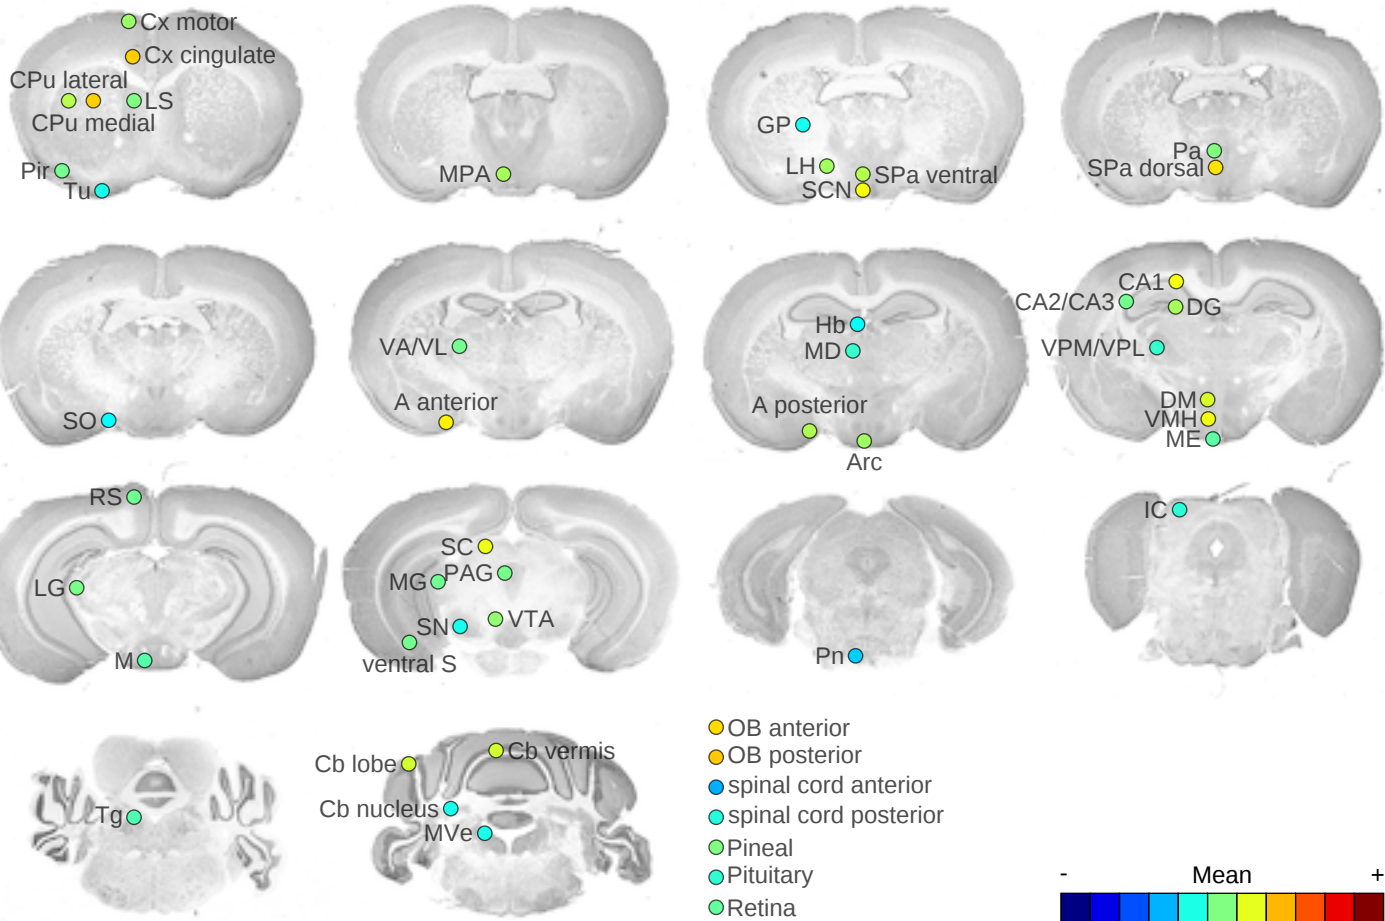 Cx motor
Cx cingulate
CPu lateral
LS
CPu medial
Pir
Tu
MPA
GP
LH
SPa ventral
SCN
Pa
SPa dorsal
SO
VA/VL
A anterior
Hb
MD
A posterior
Arc
CA1
CA2/CA3
DG
VPM/VPL
DM
VMH
ME
RS
LG
M
SC
MG
PAG
SN
VTA
ventral S
Pn
IC
Tg
Cb lobe
Cb vermis
Cb nucleus
MVe
OB anterior
OB posterior
spinal cord anterior
spinal cord posterior
Pineal
Pituitary
Retina
- Mean +